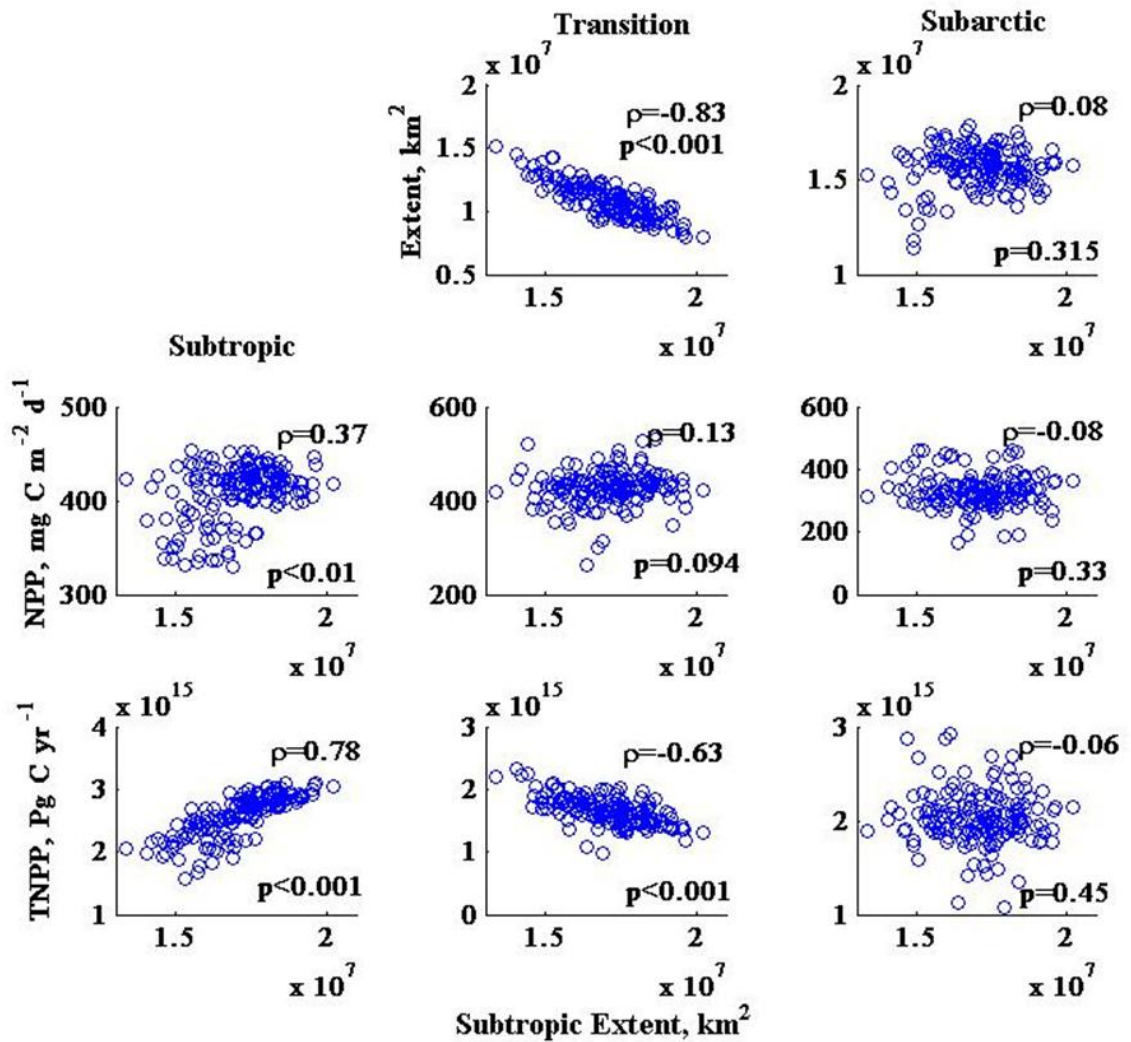 Transition
Subarctic
x 10^7
x 10^7
Extent, km^2
2
1.5
1
0.5
ρ=-0.83
p<0.001
1.5
2
x 10^7
2
1.5
1
ρ=0.08
p=0.315
1.5
2
x 10^7
Subtropic
NPP, mg C m^-2 d^-1
500
400
300
ρ=0.37
p<0.01
1.5
2
x 10^7
600
400
200
ρ=0.13
p=0.094
1.5
2
x 10^7
600
400
200
0
ρ=-0.08
p=0.33
1.5
2
x 10^7
TNPP, Pg C yr^-1
x 10^15
4
3
2
1
ρ=0.78
p<0.001
1.5
2
x 10^7
x 10^15
3
2
1
0
ρ=-0.63
p<0.001
1.5
2
x 10^7
x 10^15
3
2
1
ρ=-0.06
p=0.45
1.5
2
x 10^7
Subtropic Extent, km^2